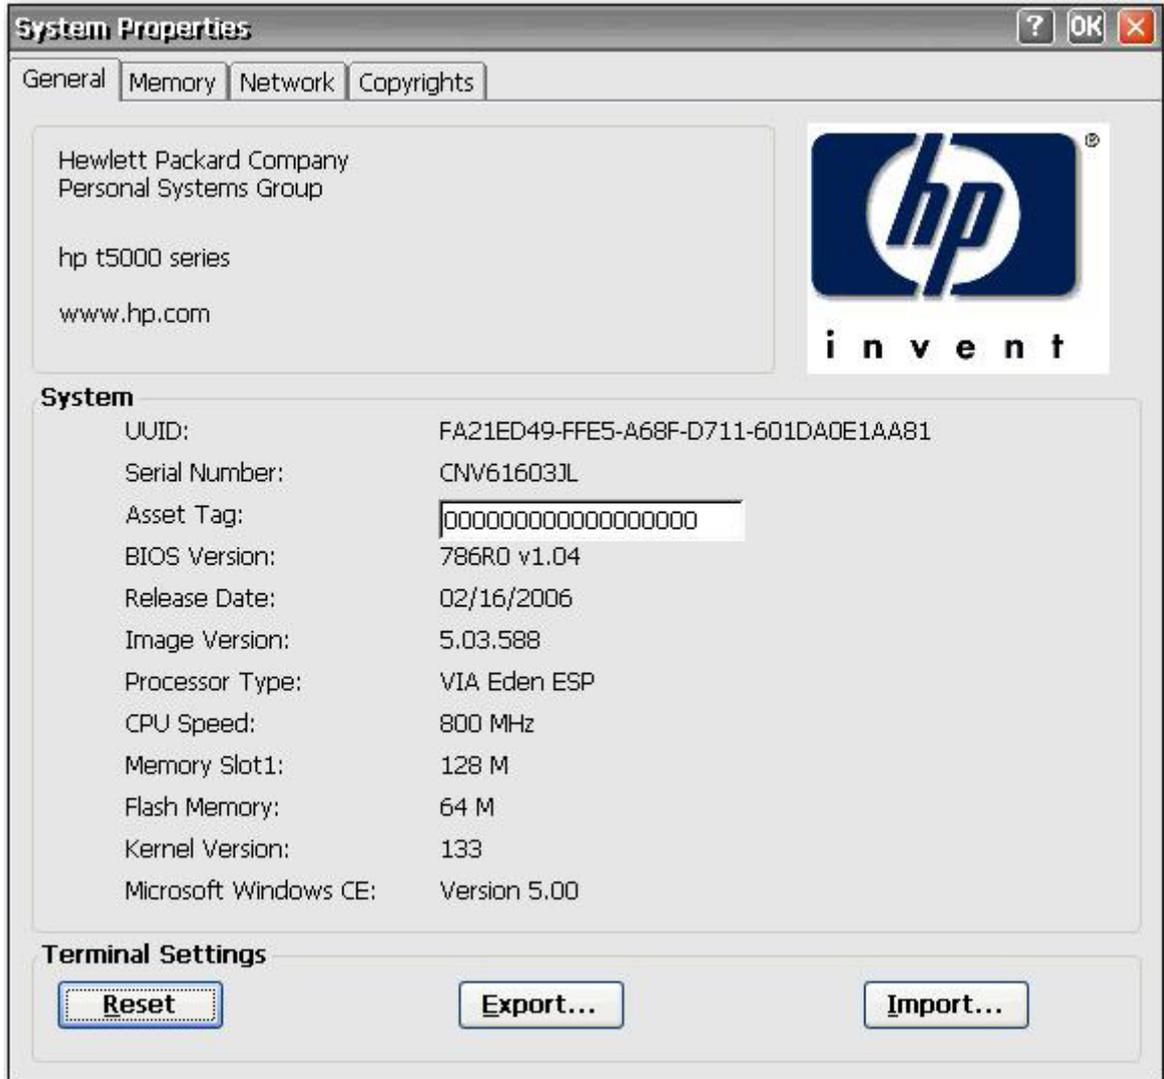 System Properties ? OK
General Memory Network Copyrights
Hewlett Packard Company
Personal Systems Group
hp t5000 series
www.hp.com
hp ®
invent
System
UUID: FA21ED49-FFE5-A68F-D711-601DA0E1AA81
Serial Number: CNV61603JL
Asset Tag: 000000000000000000
BIOS Version: 786R0 v1.04
Release Date: 02/16/2006
Image Version: 5.03.588
Processor Type: VIA Eden ESP
CPU Speed: 800 MHz
Memory Slot1: 128 M
Flash Memory: 64 M
Kernel Version: 133
Microsoft Windows CE: Version 5.00
Terminal Settings
Reset Export... Import...